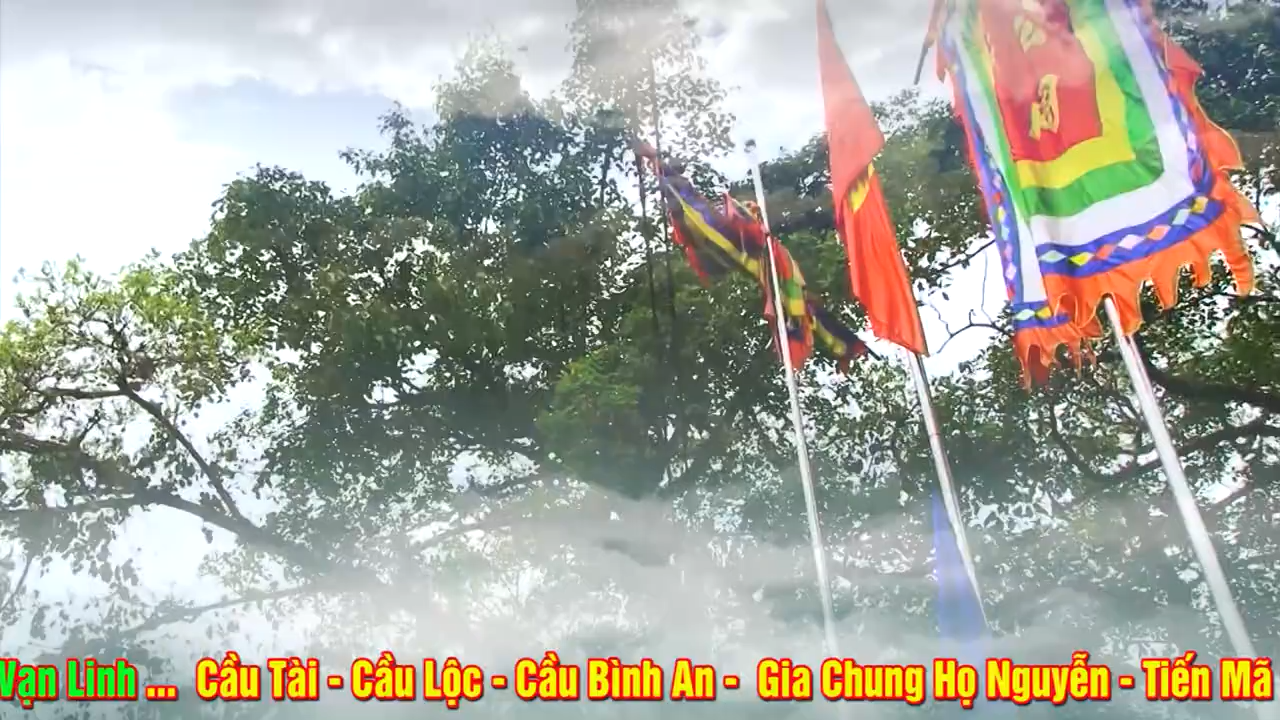 Vạn Linh ... Cầu Tài - Cầu Lộc - Cầu Bình An - Gia Chung Họ Nguyễn - Tiến Mã